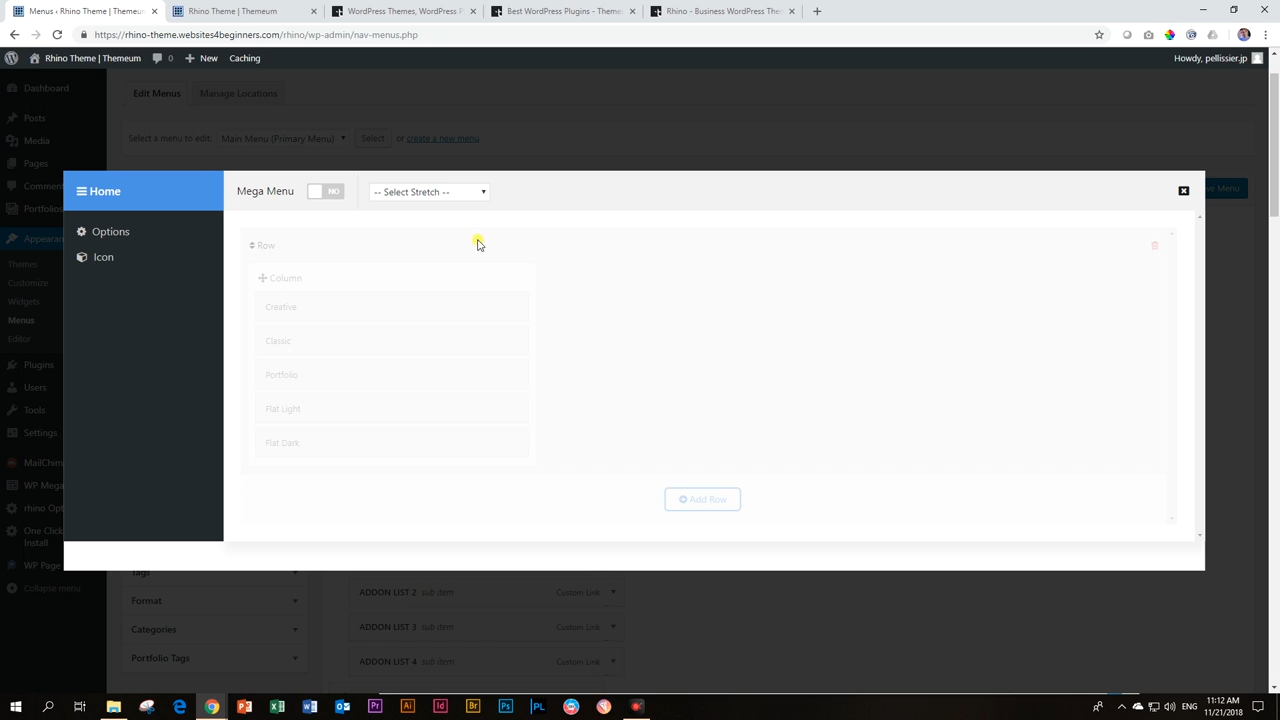 Menus ‹ Rhino Theme | Themeum
Rhino Theme | Themeum
WordPress Themes, WordPress P
Best WordPress Plugins - Theme
Rhino - Business WordPress The
https://rhino-theme.websites4beginners.com/rhino/wp-admin/nav-menus.php
Rhino Theme | Themeum
0
New
Caching
Howdy, pellissier.jp
Dashboard
Posts
Media
Pages
Comment
Portfolios
Appearan
Themes
Customize
Widgets
Menus
Editor
Plugins
Users
Tools
Settings
MailChim
WP Mega
rhino Opt
One Click
Install
WP Page
Collapse menu
Edit Menus
Manage Locations
Select a menu to edit:
Main Menu (Primary Menu)
Select
or create a new menu
ve Menu
Home
Options
Icon
Mega Menu
NO
-- Select Stretch --
Row
Column
Creative
Classic
Portfolio
Flat Light
Flat Dark
Add Row
Tags
Format
Categories
Portfolio Tags
ADDON LIST 2 sub item Custom Link
ADDON LIST 3 sub item Custom Link
ADDON LIST 4 sub item Custom Link
11:12 AM
11/21/2018